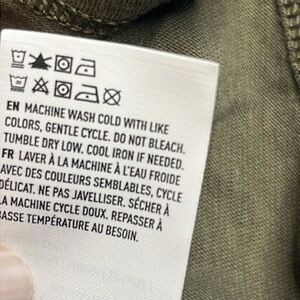 EN MACHINE WASH COLD WITH LIKE
COLORS, GENTLE CYCLE. DO NOT BLEACH.
TUMBLE DRY LOW. COOL IRON IF NEEDED.
FR LAVER À LA MACHINE À L'EAU FROIDE
AVEC DES COULEURS SEMBLABLES, CYCLE
DÉLICAT. NE PAS JAVELLISER. SÉCHER À
LA MACHINE CYCLE DOUX. REPASSER À
BASSE TEMPÉRATURE AU BESOIN.